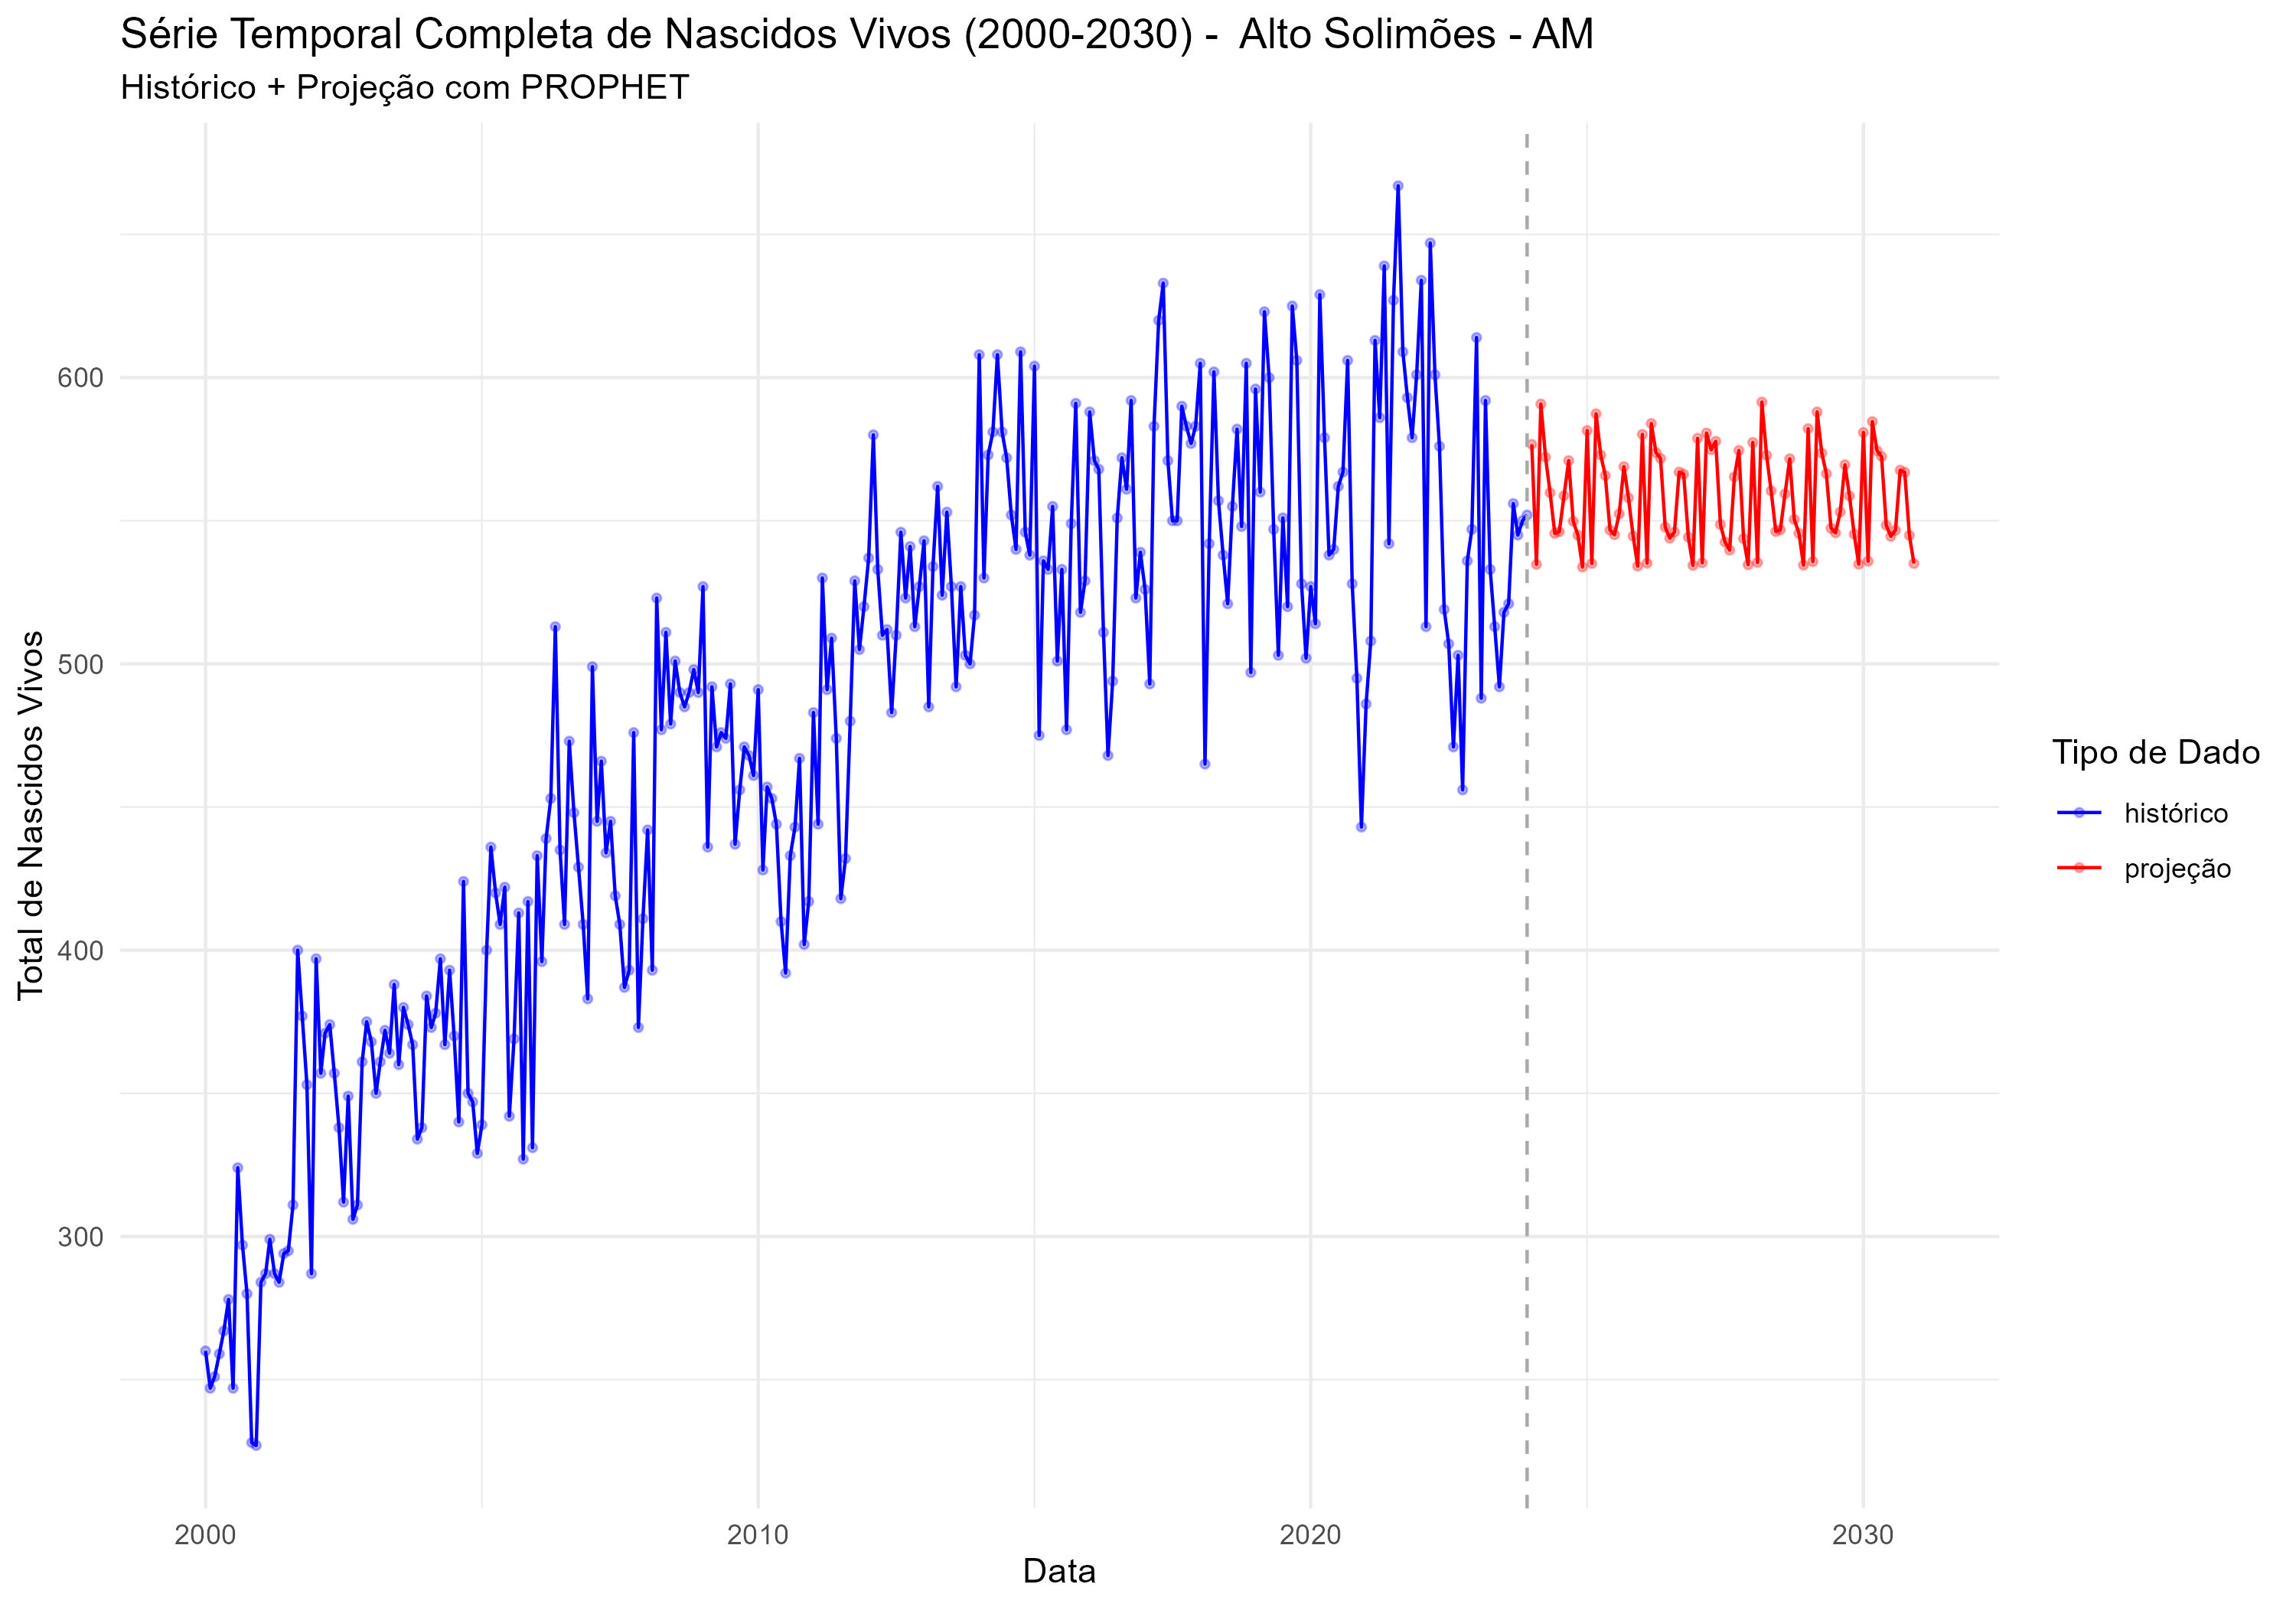 Série Temporal Completa de Nascidos Vivos (2000-2030) -  Alto Solimões - AM
Histórico + Projeção com PROPHET
Total de Nascidos Vivos
600
500
400
300
2000
2010
2020
2030
Data
Tipo de Dado
histórico
projeção